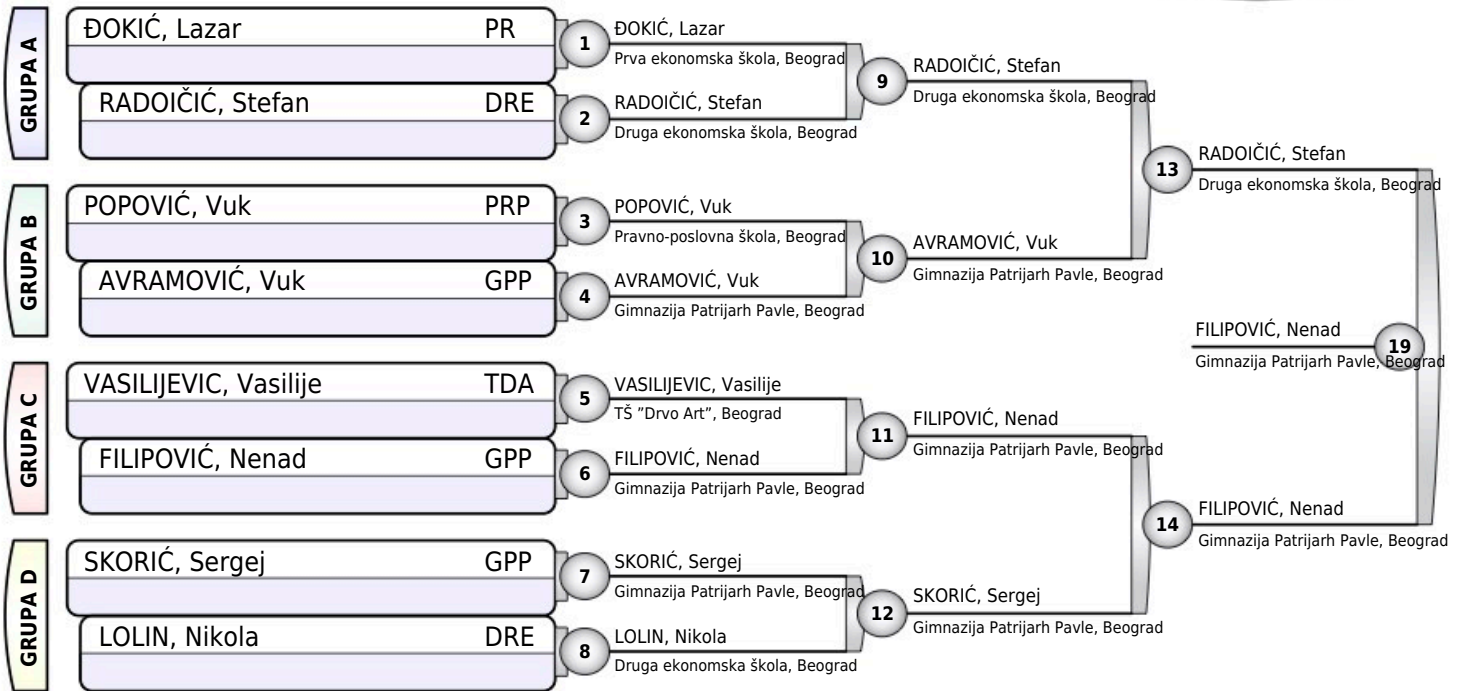 GRUPA A
ĐOKIĆ, Lazar PR
RADOIČIĆ, Stefan DRE
GRUPA B
POPOVIĆ, Vuk PRP
AVRAMOVIĆ, Vuk GPP
GRUPA C
VASILIJEVIC, Vasilije TDA
FILIPOVIĆ, Nenad GPP
GRUPA D
SKORIĆ, Sergej GPP
LOLIN, Nikola DRE
1
ĐOKIĆ, Lazar
Prva ekonomska škola, Beograd
2
RADOIČIĆ, Stefan
Druga ekonomska škola, Beograd
3
POPOVIĆ, Vuk
Pravno-poslovna škola, Beograd
4
AVRAMOVIĆ, Vuk
Gimnazija Patrijarh Pavle, Beograd
5
VASILIJEVIC, Vasilije
TŠ ”Drvo Art”, Beograd
6
FILIPOVIĆ, Nenad
Gimnazija Patrijarh Pavle, Beograd
7
SKORIĆ, Sergej
Gimnazija Patrijarh Pavle, Beograd
8
LOLIN, Nikola
Druga ekonomska škola, Beograd
9
RADOIČIĆ, Stefan
Druga ekonomska škola, Beograd
10
AVRAMOVIĆ, Vuk
Gimnazija Patrijarh Pavle, Beograd
11
FILIPOVIĆ, Nenad
Gimnazija Patrijarh Pavle, Beograd
12
SKORIĆ, Sergej
Gimnazija Patrijarh Pavle, Beograd
13
RADOIČIĆ, Stefan
Druga ekonomska škola, Beograd
14
FILIPOVIĆ, Nenad
Gimnazija Patrijarh Pavle, Beograd
FILIPOVIĆ, Nenad
19
Gimnazija Patrijarh Pavle, Beograd